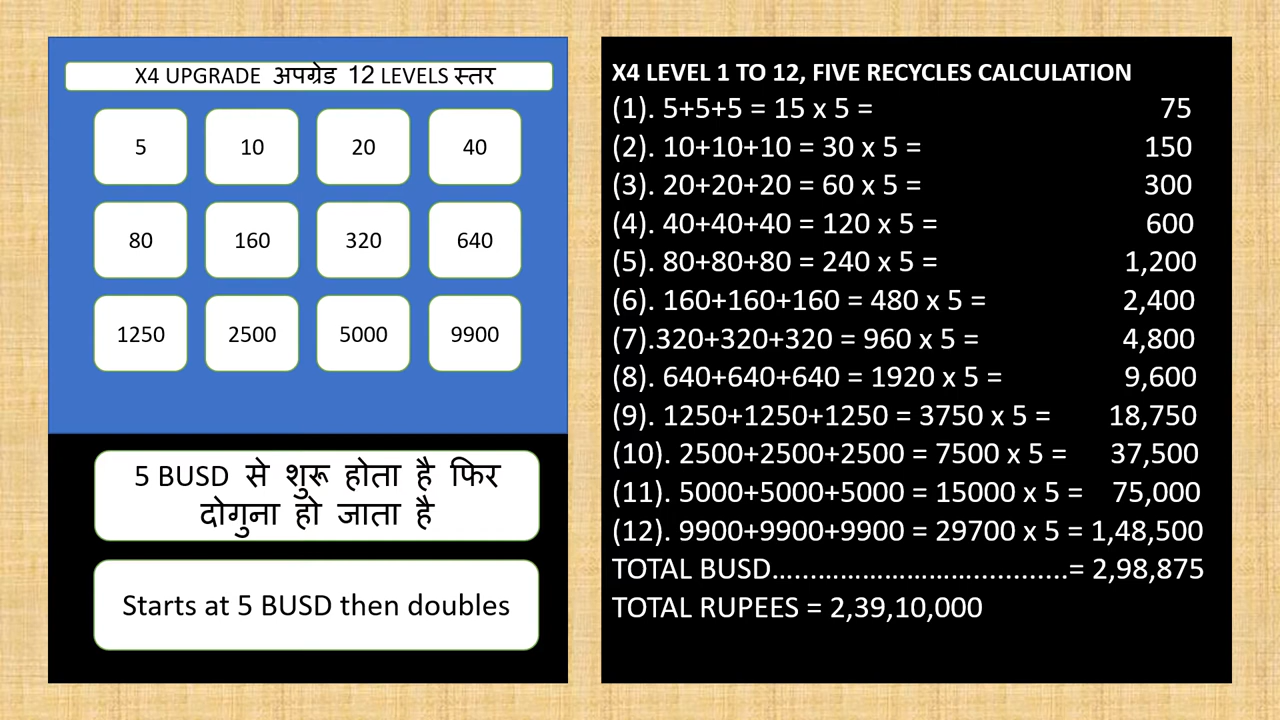 X4 UPGRADE अपग्रेड 12 LEVELS स्तर
5 10 20 40
80 160 320 640
1250 2500 5000 9900
5 BUSD से शुरू होता है फिर
दोगुना हो जाता है
Starts at 5 BUSD then doubles
X4 LEVEL 1 TO 12, FIVE RECYCLES CALCULATION
(1). 5+5+5 = 15 x 5 = 75
(2). 10+10+10 = 30 x 5 = 150
(3). 20+20+20 = 60 x 5 = 300
(4). 40+40+40 = 120 x 5 = 600
(5). 80+80+80 = 240 x 5 = 1,200
(6). 160+160+160 = 480 x 5 = 2,400
(7).320+320+320 = 960 x 5 = 4,800
(8). 640+640+640 = 1920 x 5 = 9,600
(9). 1250+1250+1250 = 3750 x 5 = 18,750
(10). 2500+2500+2500 = 7500 x 5 = 37,500
(11). 5000+5000+5000 = 15000 x 5 = 75,000
(12). 9900+9900+9900 = 29700 x 5 = 1,48,500
TOTAL BUSD.......................................= 2,98,875
TOTAL RUPEES = 2,39,10,000